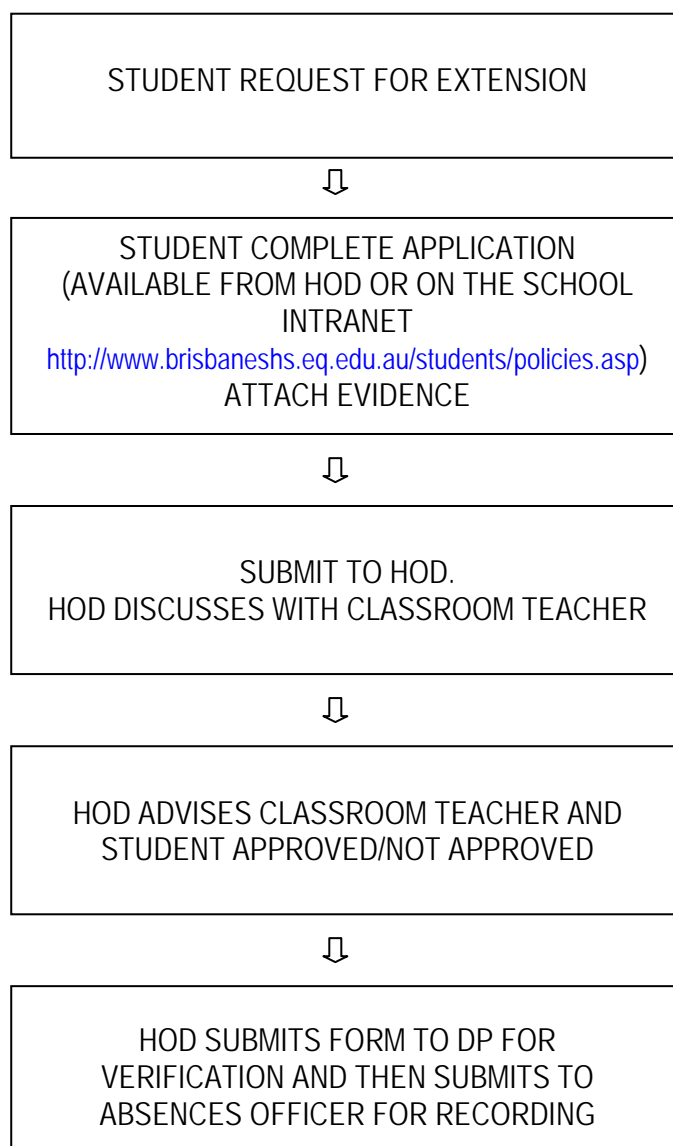 STUDENT REQUEST FOR EXTENSION
STUDENT COMPLETE APPLICATION
(AVAILABLE FROM HOD OR ON THE SCHOOL
INTRANET
http://www.brisbaneshs.eq.edu.au/students/policies.asp)
ATTACH EVIDENCE
SUBMIT TO HOD.
HOD DISCUSSES WITH CLASSROOM TEACHER
HOD ADVISES CLASSROOM TEACHER AND
STUDENT APPROVED/NOT APPROVED
HOD SUBMITS FORM TO DP FOR
VERIFICATION AND THEN SUBMITS TO
ABSENCES OFFICER FOR RECORDING